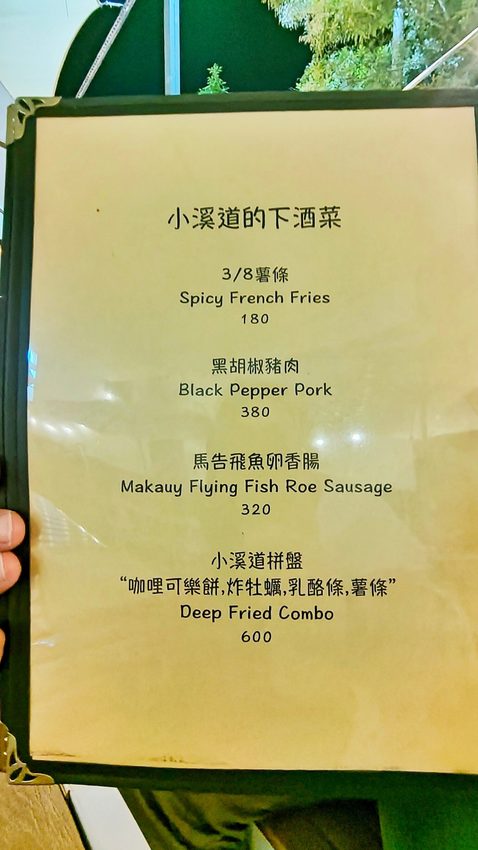 小溪道的下酒菜
3/8薯條
Spicy French Fries
180
黑胡椒豬肉
Black Pepper Pork
380
馬告飛魚卵香腸
Makauy Flying Fish Roe Sausage
320
小溪道拼盤
“咖哩可樂餅,炸牡蠣,乳酪條,薯條”
Deep Fried Combo
600